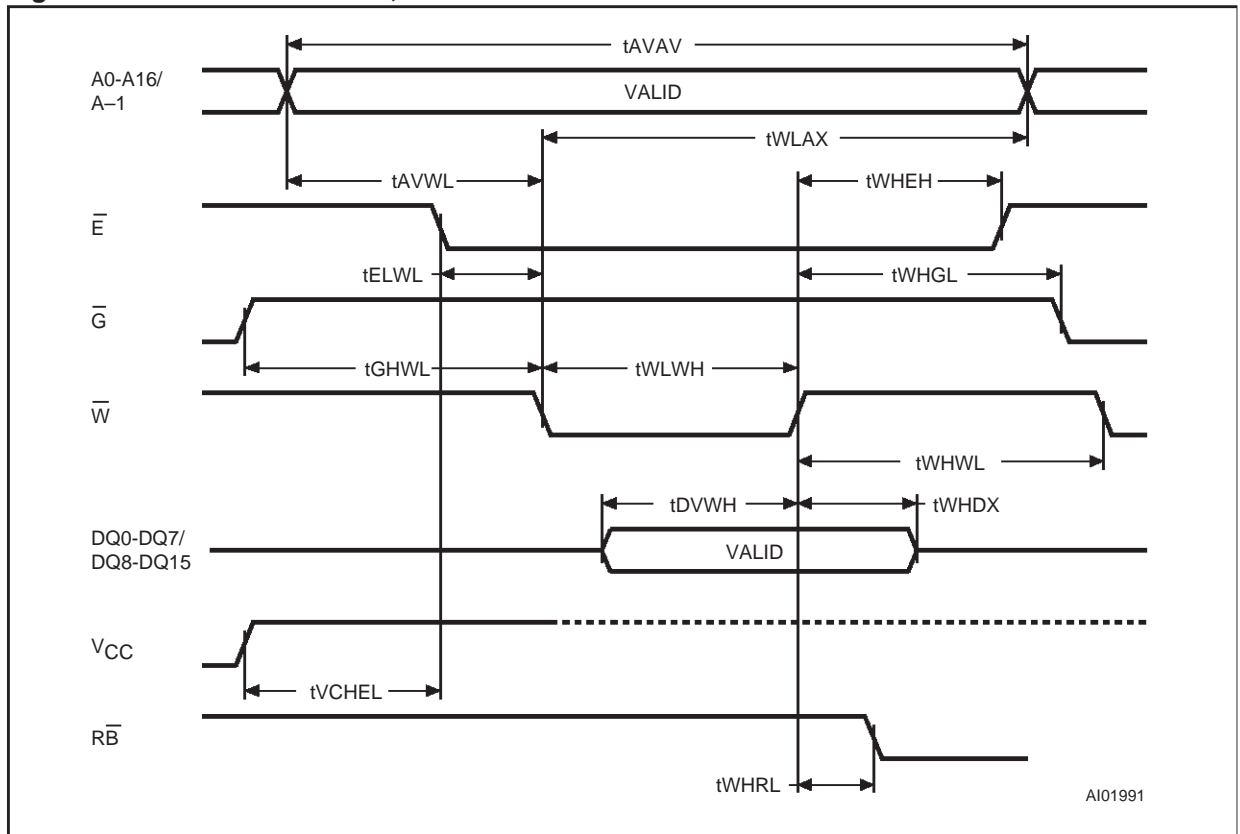 tAVAV
A0-A16/
A–1
VALID
tWLAX
tAVWL
tWHEH
E̅
tELWL
tWHGL
G̅
tGHWL
tWLWH
W̅
tWHWL
tDVWH
tWHDX
DQ0-DQ7/
DQ8-DQ15
VALID
VCC
tVCHEL
RB̅
tWHRL
AI01991